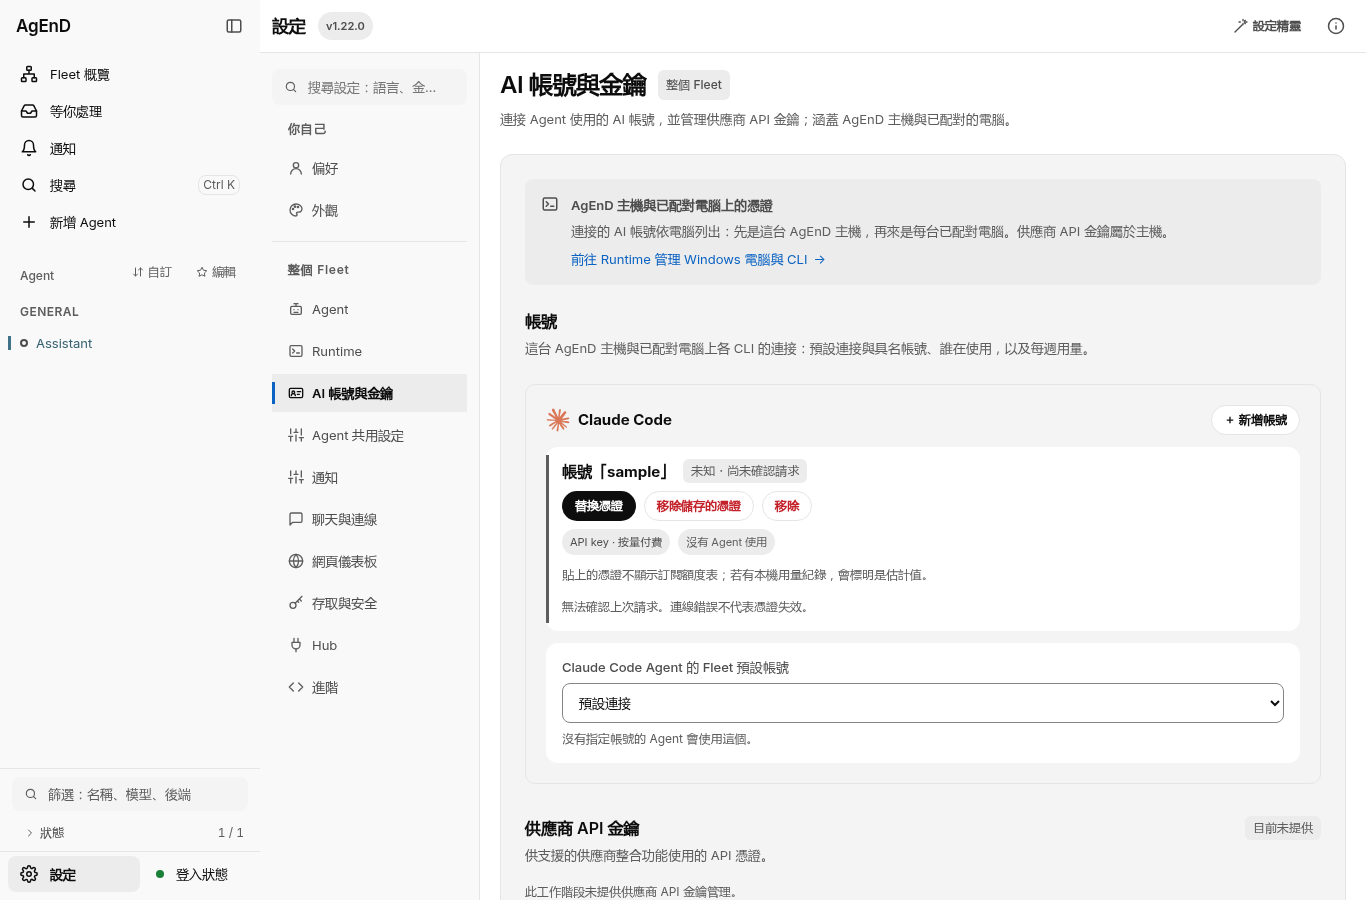 AgEnD
Fleet 概覽
等你處理
通知
搜尋
Ctrl K
新增 Agent
Agent
自訂
編輯
GENERAL
Assistant
篩選：名稱、模型、後端
狀態
1 / 1
設定
登入狀態
設定
v1.22.0
設定精靈
搜尋設定：語言、金...
你自己
偏好
外觀
整個 Fleet
Agent
Runtime
AI 帳號與金鑰
Agent 共用設定
通知
聊天與連線
網頁儀表板
存取與安全
Hub
進階
AI 帳號與金鑰
整個 Fleet
連接 Agent 使用的 AI 帳號，並管理供應商 API 金鑰；涵蓋 AgEnD 主機與已配對的電腦。
AgEnD 主機與已配對電腦上的憑證
連接的 AI 帳號依電腦列出：先是這台 AgEnD 主機，再來是每台已配對電腦。供應商 API 金鑰屬於主機。
前往 Runtime 管理 Windows 電腦與 CLI →
帳號
這台 AgEnD 主機與已配對電腦上各 CLI 的連接：預設連接與具名帳號、誰在使用，以及每週用量。
Claude Code
+ 新增帳號
帳號「sample」
未知 · 尚未確認請求
替換憑證
移除儲存的憑證
移除
API key · 按量付費
沒有 Agent 使用
貼上的憑證不顯示訂閱額度表；若有本機用量紀錄，會標明是估計值。
無法確認上次請求。連線錯誤不代表憑證失效。
Claude Code Agent 的 Fleet 預設帳號
預設連接
沒有指定帳號的 Agent 會使用這個。
供應商 API 金鑰
目前未提供
供支援的供應商整合功能使用的 API 憑證。
此工作階段未提供供應商 API 金鑰管理。